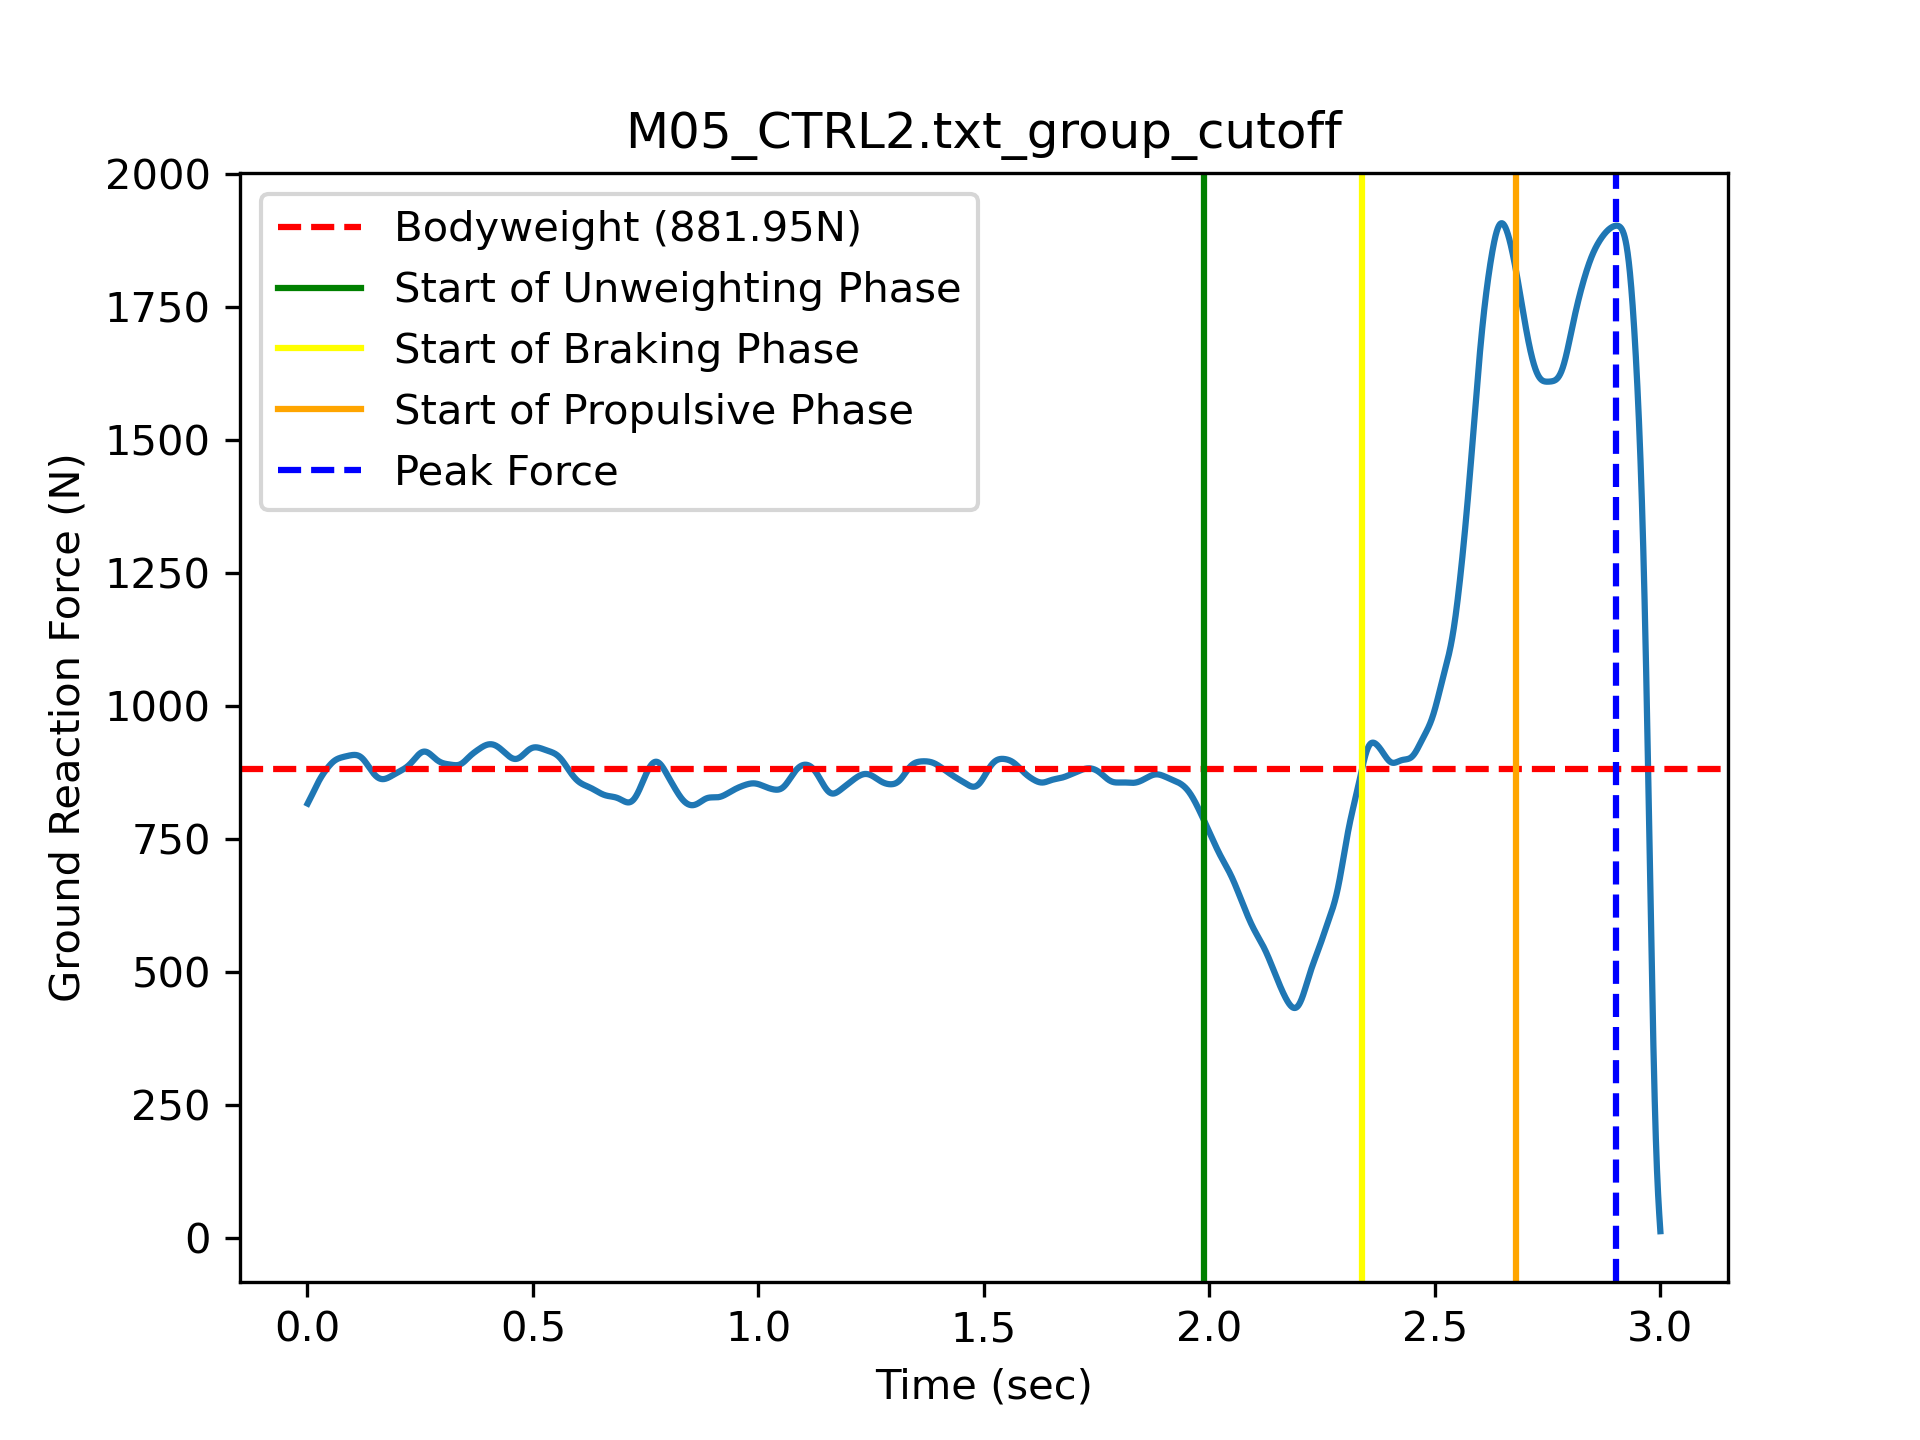 M05_CTRL2.txt_group_cutoff
2000
1750
1500
1250
1000
750
500
250
0
Ground Reaction Force (N)
Bodyweight (881.95N)
Start of Unweighting Phase
Start of Braking Phase
Start of Propulsive Phase
Peak Force
0.0 0.5 1.0 1.5 2.0 2.5 3.0
Time (sec)